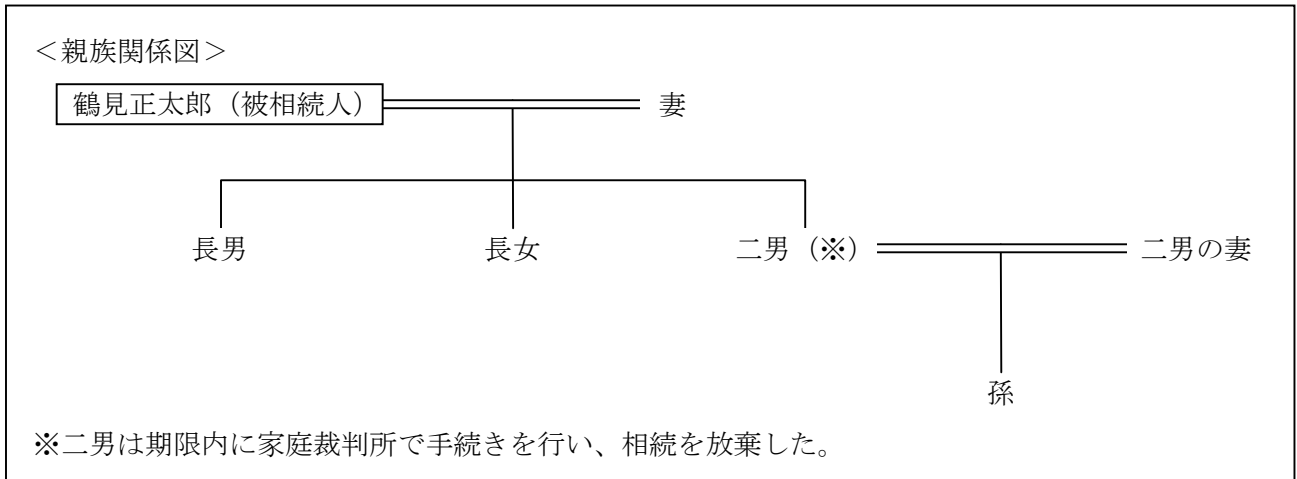 ＜親族関係図＞
鶴見正太郎（被相続人） 妻
長男 長女 二男（※） 二男の妻
孫
※二男は期限内に家庭裁判所で手続きを行い、相続を放棄した。